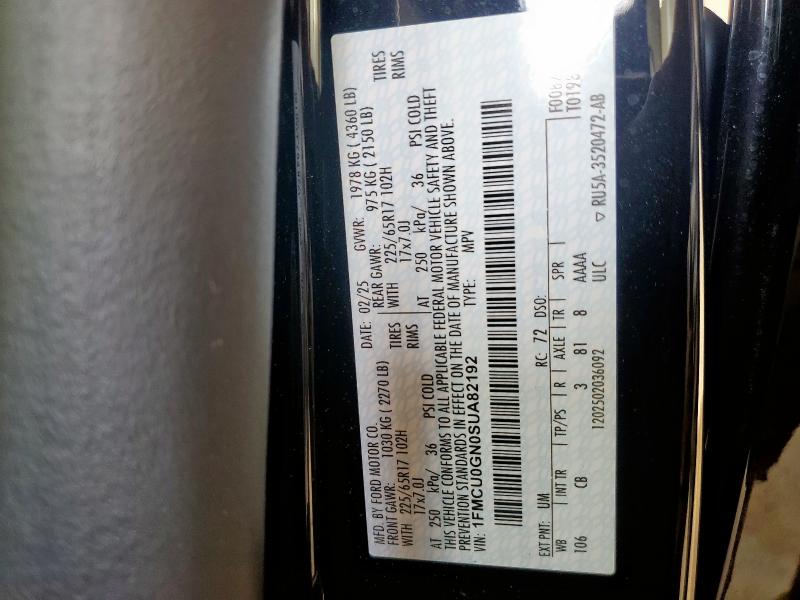 MFD. BY FORD MOTOR CO. DATE: 02/25 GVWR: 1978 KG ( 4360 LB)
FRONT GAWR: 1030 KG ( 2270 LB) REAR GAWR: 975 KG ( 2150 LB)
WITH 225/65R17 102H TIRES WITH 225/65R17 102H TIRES
17x7.0J RIMS 17x7.0J RIMS
AT 250 kPa/ 36 PSI COLD AT 250 kPa/ 36 PSI COLD
THIS VEHICLE CONFORMS TO ALL APPLICABLE FEDERAL MOTOR VEHICLE SAFETY AND THEFT
PREVENTION STANDARDS IN EFFECT ON THE DATE OF MANUFACTURE SHOWN ABOVE.
VIN: 1FMCU0GN0SUA82192 TYPE: MPV
EXT PNT: UM RC: 72 DSO:
WB INT TR TP/PS R AXLE TR SPR
106 CB 3 81 8 AAAA
1202502036092 ULC
▽ RU5A-3520472-AB